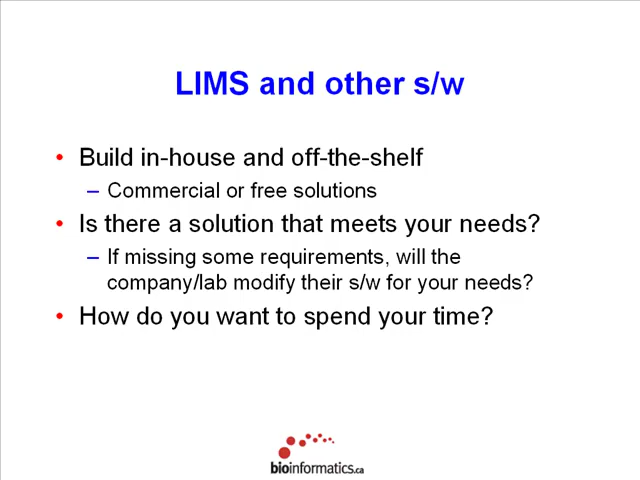 LIMS and other s/w
• Build in-house and off-the-shelf
– Commercial or free solutions
• Is there a solution that meets your needs?
– If missing some requirements, will the
company/lab modify their s/w for your needs?
• How do you want to spend your time?
bioinformatics.ca